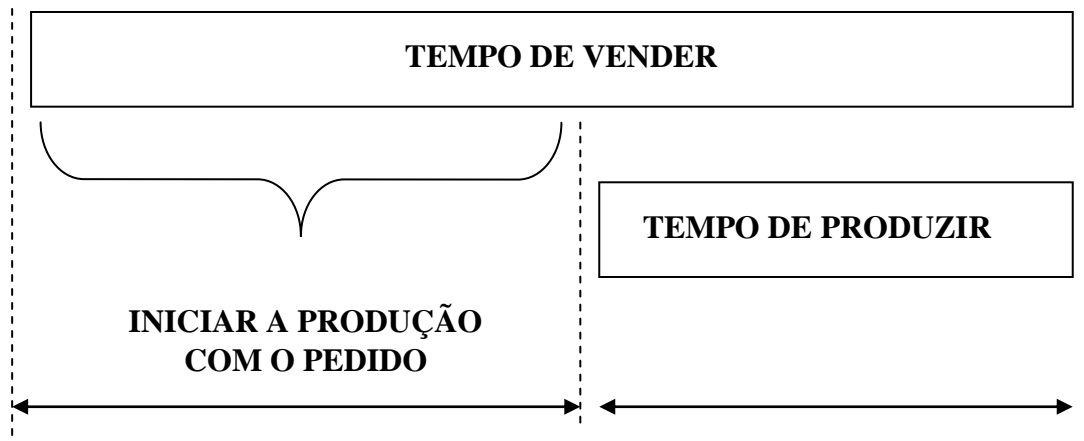 TEMPO DE VENDER
TEMPO DE PRODUZIR
INICIAR A PRODUÇÃO
COM O PEDIDO